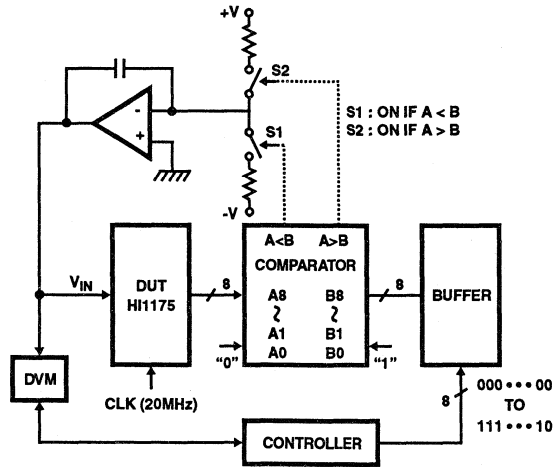 +V
S2
S1 : ON IF A < B
S2 : ON IF A > B
-
+
S1
-V
A<B A>B
COMPARATOR
VIN
DUT
HI1175
8
A8 B8
A1 B1
A0 B0
8
BUFFER
"0"
"1"
DVM
CLK (20MHz)
8
000•••00
TO
111•••10
CONTROLLER